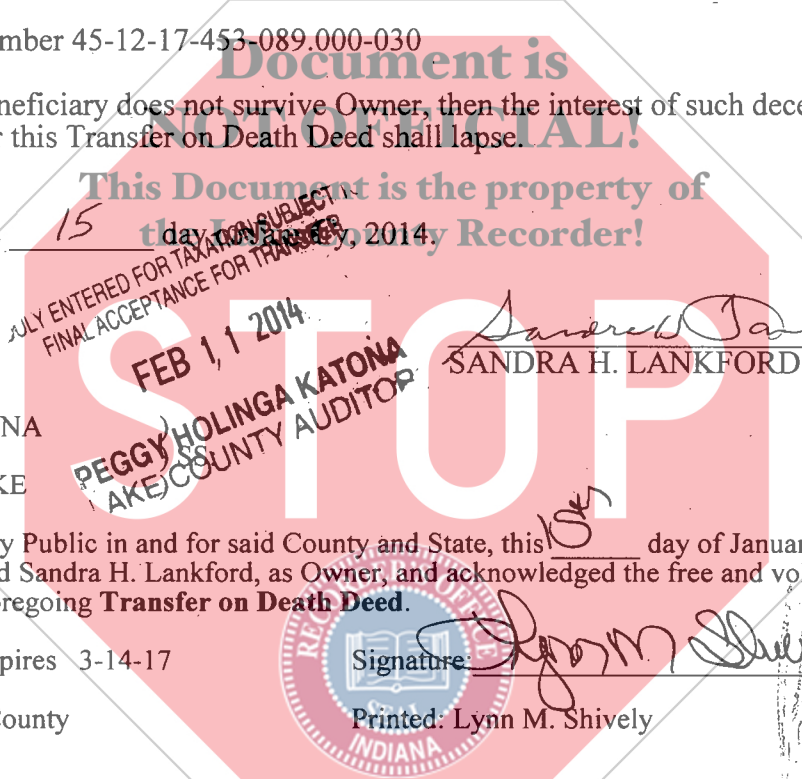 mber 45-12-17-453-089.000-030
Document is
neficiary does not survive Owner, then the interest of such dece
NOT OFFICIAL!
r this Transfer on Death Deed shall lapse.
This Document is the property of
15 day of January, 2014.
the Lake County Recorder!
DULY ENTERED FOR TAXATION SUBJECT
FINAL ACCEPTANCE FOR TRANSFER
FEB 11 2014
PEGGY HOLINGA KATONA
LAKE COUNTY AUDITOR
STOP
SANDRA H. LANKFORD
NA
)
) SS
)
KE
y Public in and for said County and State, this 15th day of Januar
d Sandra H. Lankford, as Owner, and acknowledged the free and vo
regoing Transfer on Death Deed.
pires 3-14-17
Signature: Lynn M Shive
County
Printed: Lynn M. Shively
RECORDER'S OFFICE
SEAL
INDIANA